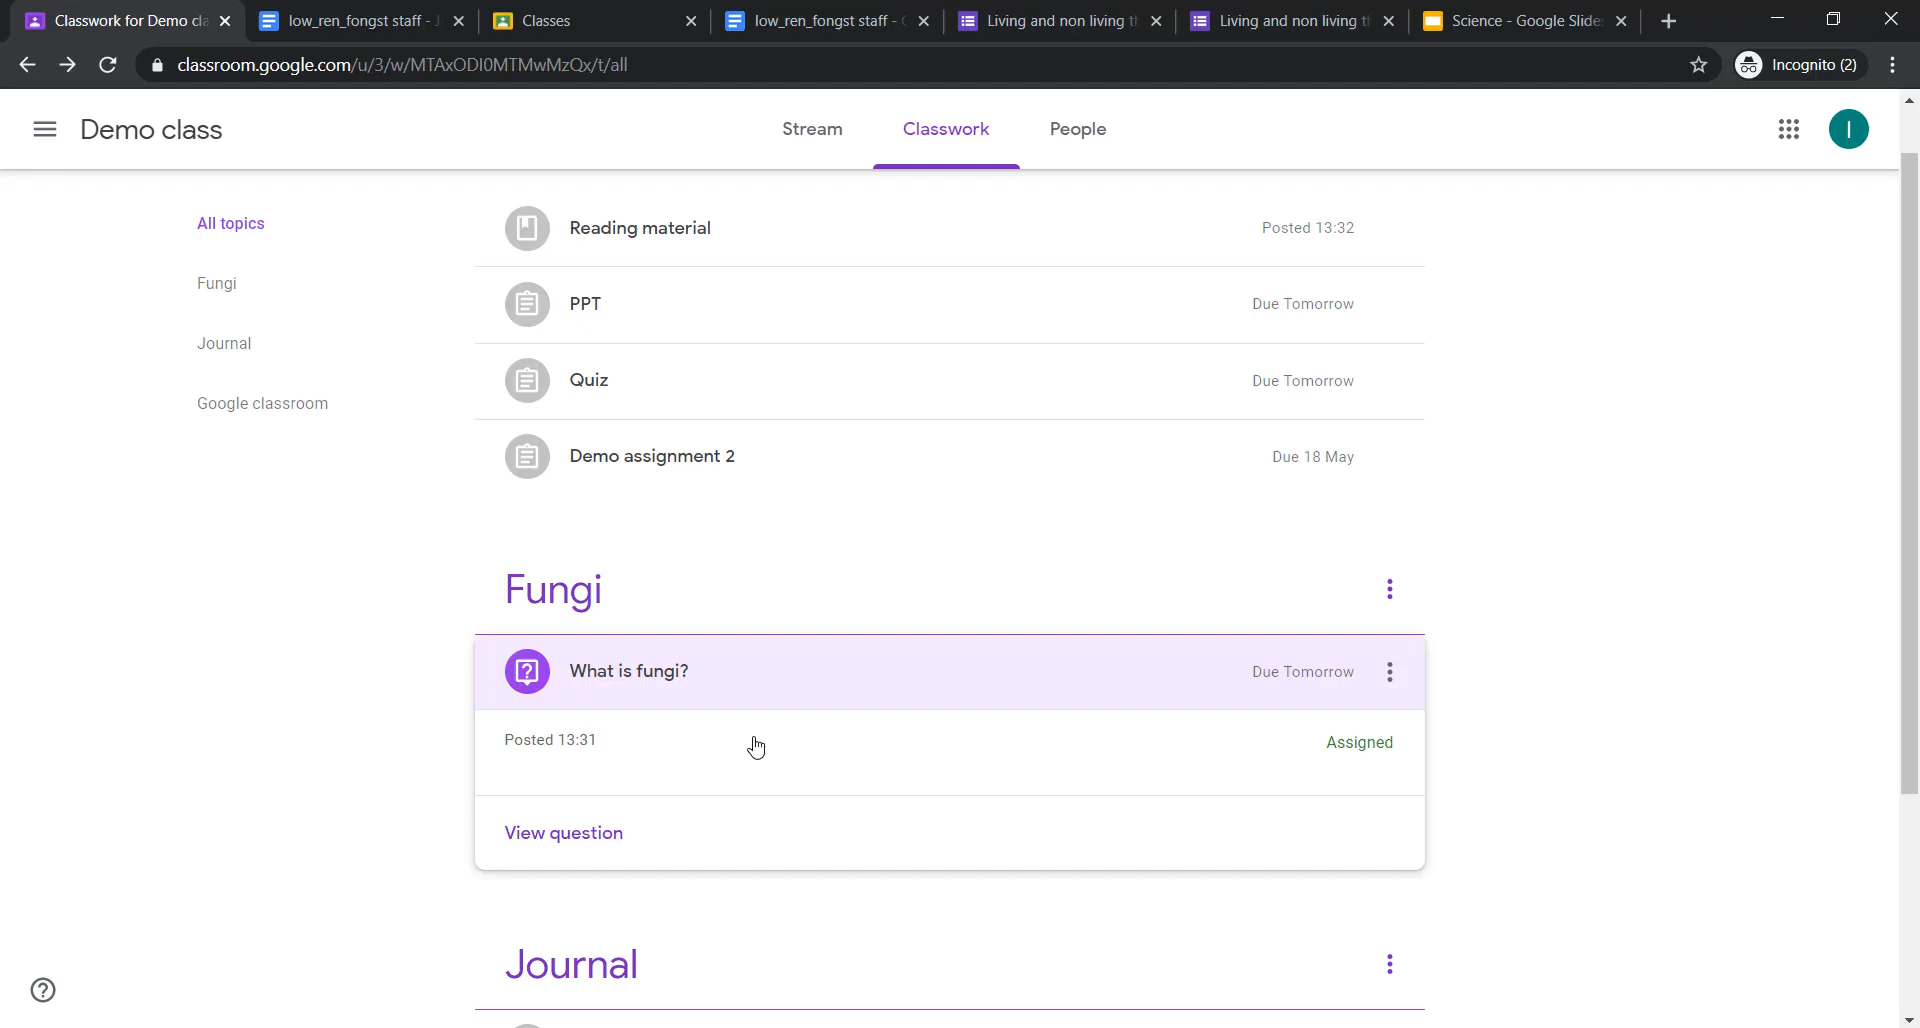 Classwork for Demo cla
low_ren_fongst staff - J
Classes
low_ren_fongst staff - C
Living and non living th
Living and non living th
Science - Google Slides
classroom.google.com/u/3/w/MTAxODI0MTMwMzQx/t/all
Incognito (2)
Demo class
Stream
Classwork
People
I
All topics
Fungi
Journal
Google classroom
Reading material
Posted 13:32
PPT
Due Tomorrow
Quiz
Due Tomorrow
Demo assignment 2
Due 18 May
Fungi
What is fungi?
Due Tomorrow
Posted 13:31
Assigned
View question
Journal